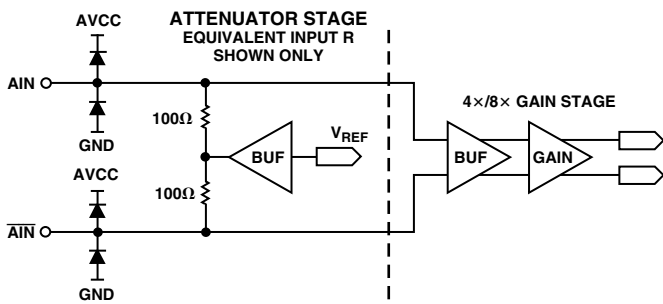 AVCC
ATTENUATOR STAGE
EQUIVALENT INPUT R
SHOWN ONLY
AIN
4×/8× GAIN STAGE
100Ω
VREF
GND
BUF
BUF
GAIN
AVCC
100Ω
AIN
GND